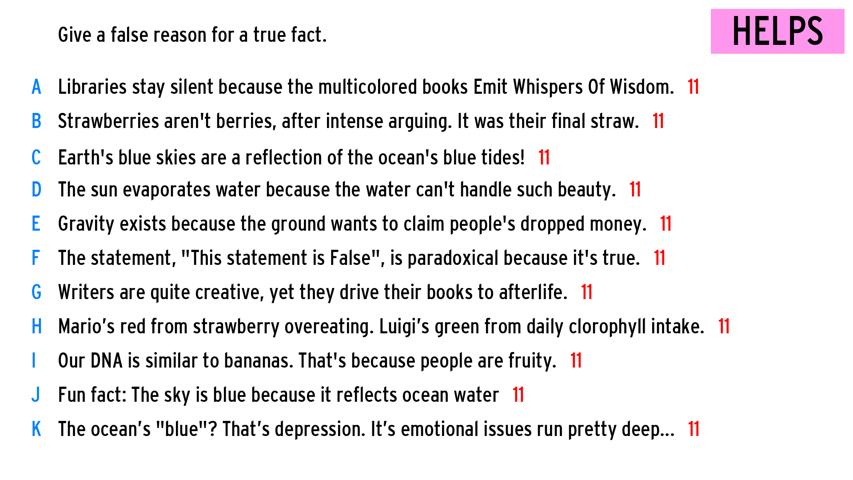 Give a false reason for a true fact.
HELPS
A Libraries stay silent because the multicolored books Emit Whispers Of Wisdom. 11
B Strawberries aren't berries, after intense arguing. It was their final straw. 11
C Earth's blue skies are a reflection of the ocean's blue tides! 11
D The sun evaporates water because the water can't handle such beauty. 11
E Gravity exists because the ground wants to claim people's dropped money. 11
F The statement, "This statement is False", is paradoxical because it's true. 11
G Writers are quite creative, yet they drive their books to afterlife. 11
H Mario’s red from strawberry overeating. Luigi’s green from daily clorophyll intake. 11
I Our DNA is similar to bananas. That's because people are fruity. 11
J Fun fact: The sky is blue because it reflects ocean water 11
K The ocean’s "blue"? That’s depression. It’s emotional issues run pretty deep... 11